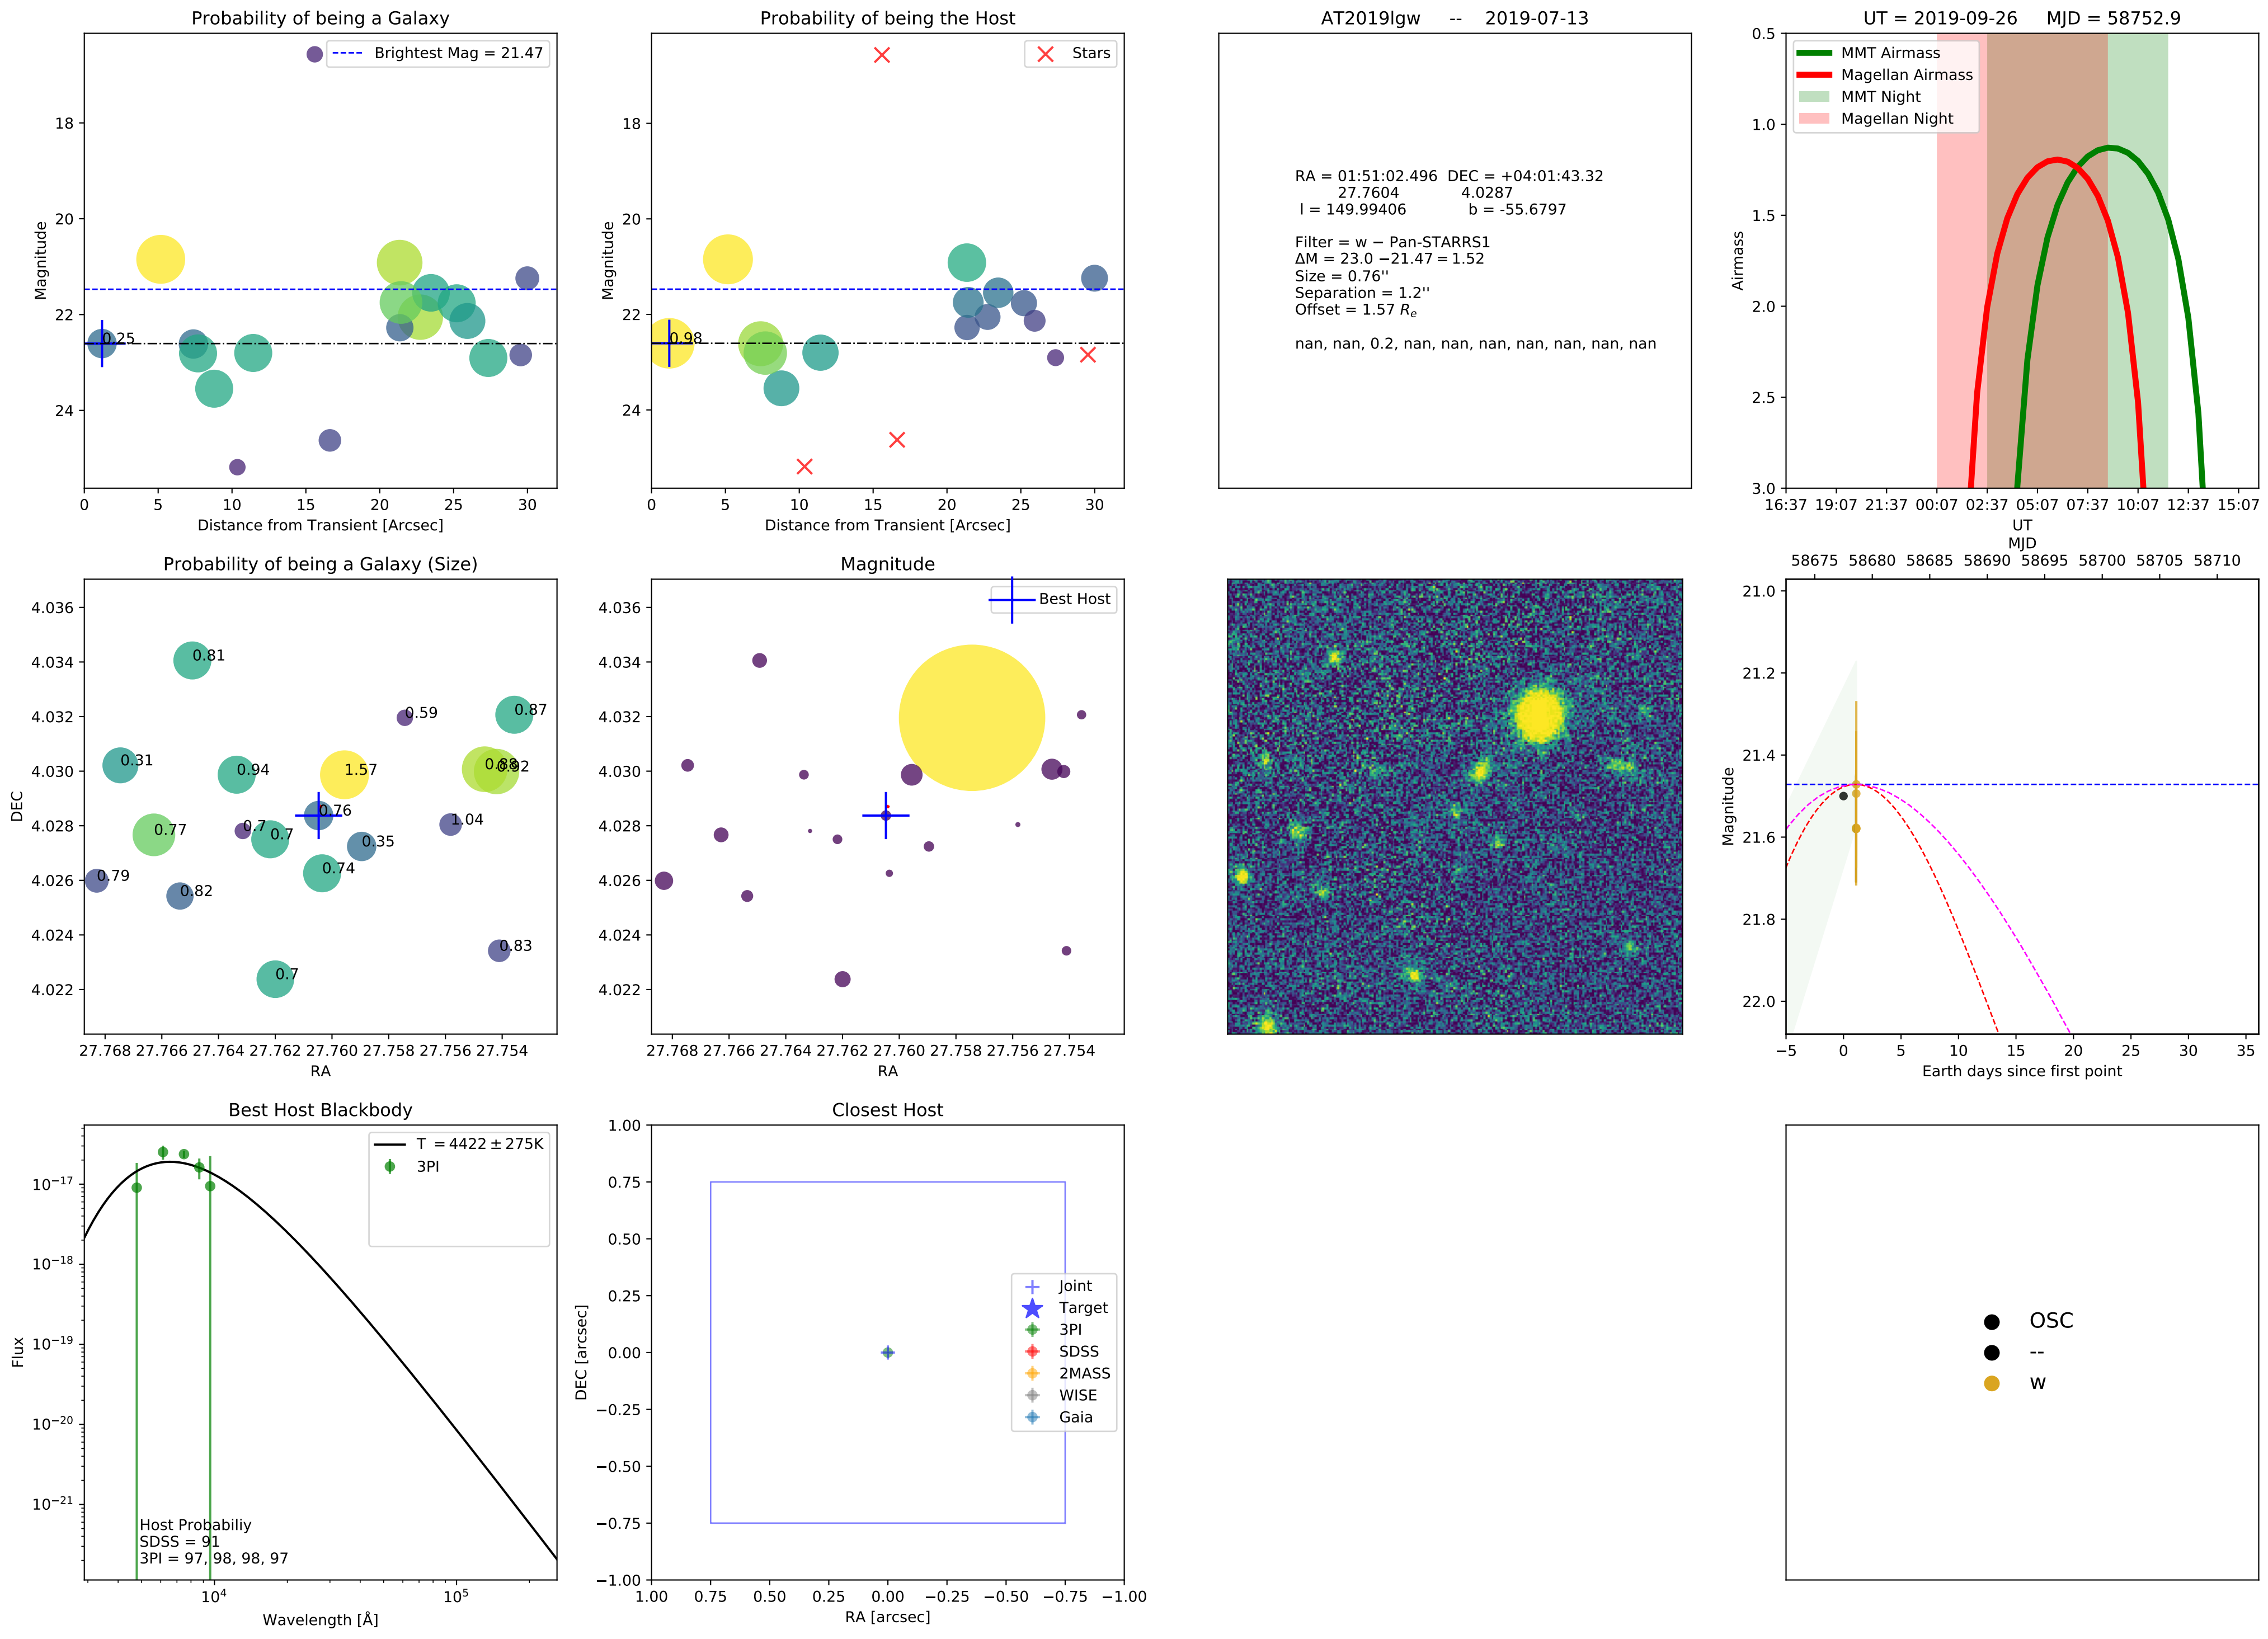 Probability of being a Galaxy
Brightest Mag = 21.47
18
20
22
24
Magnitude
0.25
0
5
10
15
20
25
30
Distance from Transient [Arcsec]
Probability of being the Host
Stars
18
20
22
24
Magnitude
0.98
0
5
10
15
20
25
30
Distance from Transient [Arcsec]
AT2019lgw -- 2019-07-13
RA = 01:51:02.496 DEC = +04:01:43.32
27.7604 4.0287
l = 149.99406 b = -55.6797
Filter = w − Pan-STARRS1
ΔM = 23.0 −21.47 = 1.52
Size = 0.76''
Separation = 1.2''
Offset = 1.57 Re
nan, nan, 0.2, nan, nan, nan, nan, nan, nan, nan
UT = 2019-09-26 MJD = 58752.9
MMT Airmass
Magellan Airmass
MMT Night
Magellan Night
0.5
1.0
1.5
2.0
2.5
3.0
Airmass
16:37 19:07 21:37 00:07 02:37 05:07 07:37 10:07 12:37 15:07
UT
Probability of being a Galaxy (Size)
4.036
4.034
4.032
4.030
4.028
4.026
4.024
4.022
DEC
0.81
0.59
0.87
0.31
0.94
1.57
0.88
0.92
0.76
1.04
0.77
0.7
0.7
0.35
0.74
0.79
0.82
0.83
0.7
27.768 27.766 27.764 27.762 27.760 27.758 27.756 27.754
RA
Magnitude
Best Host
4.036
4.034
4.032
4.030
4.028
4.026
4.024
4.022
27.768 27.766 27.764 27.762 27.760 27.758 27.756 27.754
RA
MJD
58675 58680 58685 58690 58695 58700 58705 58710
21.0
21.2
21.4
21.6
21.8
22.0
Magnitude
−5 0 5 10 15 20 25 30 35
Earth days since first point
Best Host Blackbody
T = 4422 ± 275K
3PI
10−17
10−18
10−19
10−20
10−21
Flux
Host Probabiliy
SDSS = 91
3PI = 97, 98, 98, 97
104 105
Wavelength [Å]
Closest Host
1.00
0.75
0.50
0.25
0.00
−0.25
−0.50
−0.75
−1.00
DEC [arcsec]
Joint
Target
3PI
SDSS
2MASS
WISE
Gaia
1.00 0.75 0.50 0.25 0.00 −0.25 −0.50 −0.75 −1.00
RA [arcsec]
OSC
--
w